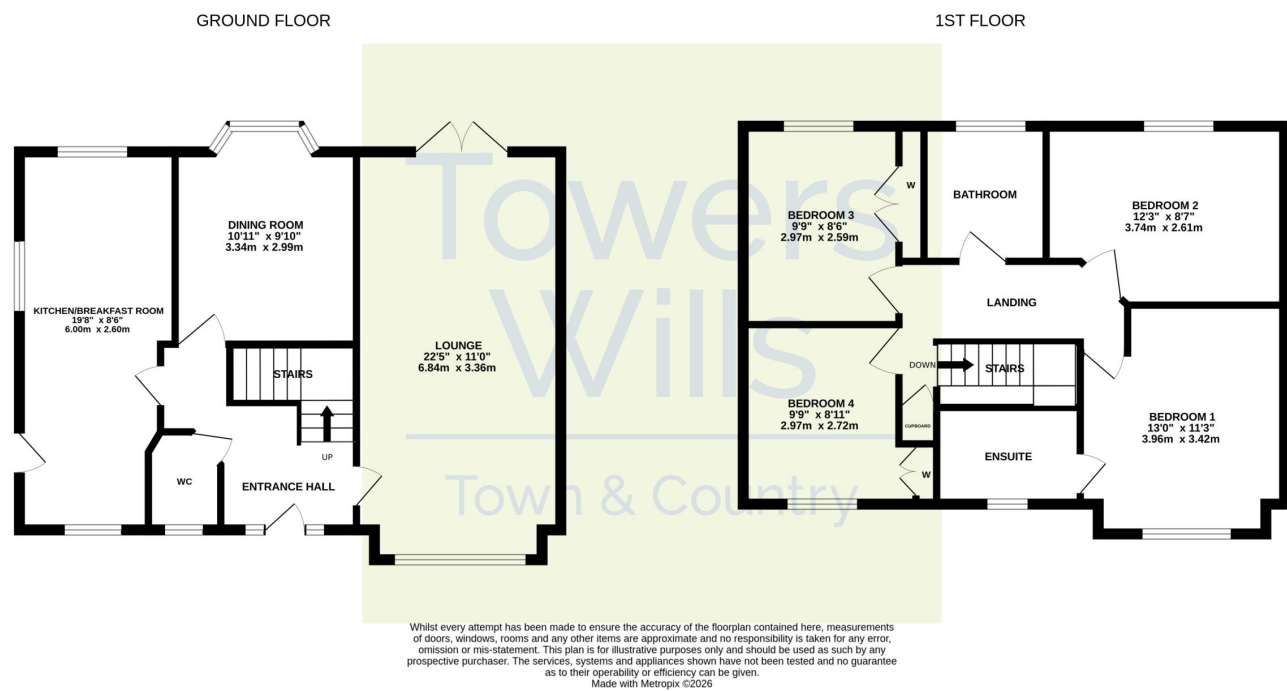 GROUND FLOOR
1ST FLOOR
Towers
Wills
Town & Country
KITCHEN/BREAKFAST ROOM
19'8" x 8'6"
6.00m x 2.60m
DINING ROOM
10'11" x 9'10"
3.34m x 2.99m
STAIRS
UP
WC
ENTRANCE HALL
LOUNGE
22'5" x 11'0"
6.84m x 3.36m
BEDROOM 3
9'9" x 8'6"
2.97m x 2.59m
W
BATHROOM
BEDROOM 2
12'3" x 8'7"
3.74m x 2.61m
LANDING
DOWN
STAIRS
BEDROOM 4
9'9" x 8'11"
2.97m x 2.72m
CUPBOARD
W
ENSUITE
BEDROOM 1
13'0" x 11'3"
3.96m x 3.42m
Whilst every attempt has been made to ensure the accuracy of the floorplan contained here, measurements
of doors, windows, rooms and any other items are approximate and no responsibility is taken for any error,
omission or mis-statement. This plan is for illustrative purposes only and should be used as such by any
prospective purchaser. The services, systems and appliances shown have not been tested and no guarantee
as to their operability or efficiency can be given.
Made with Metropix ©2026